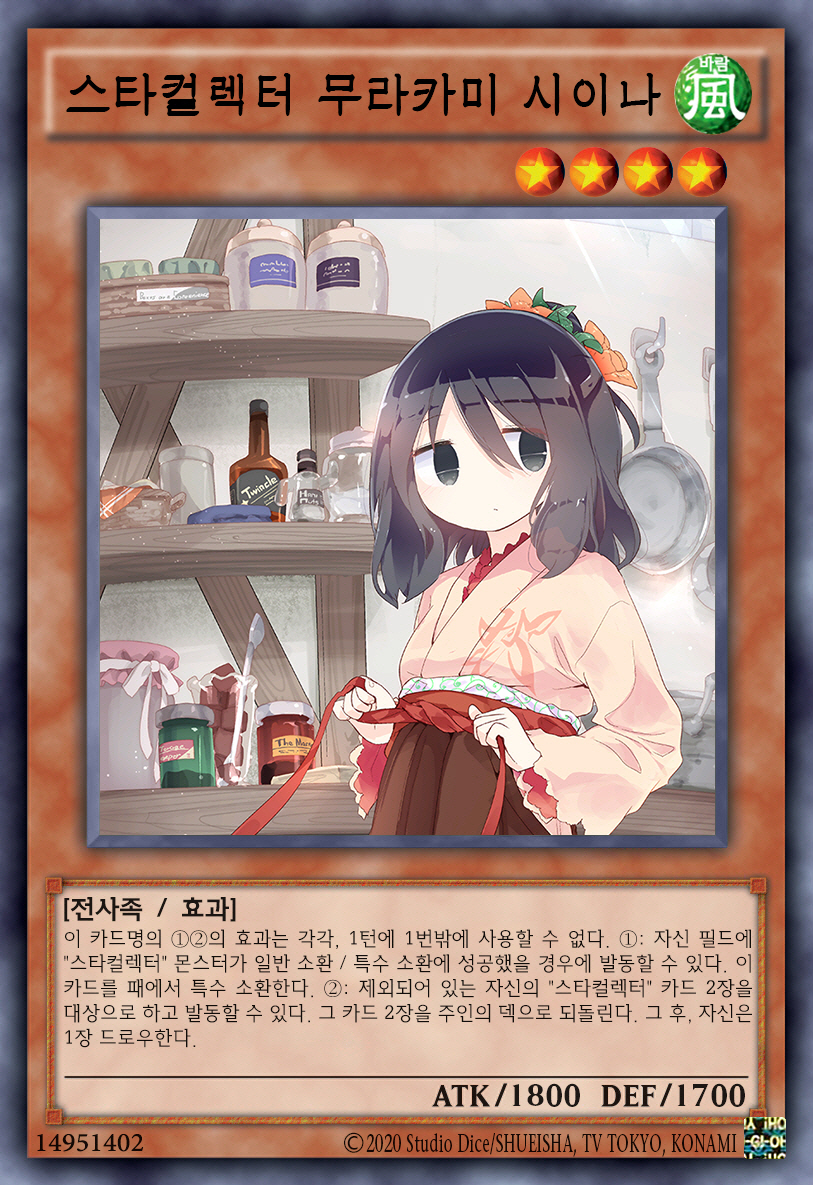 스타컬렉터 무라카미 시이나
바람
風
Twincle
The
[전사족 / 효과]
이 카드명의 ①②의 효과는 각각, 1턴에 1번밖에 사용할 수 없다. ①: 자신 필드에
"스타컬렉터" 몬스터가 일반 소환 / 특수 소환에 성공했을 경우에 발동할 수 있다. 이
카드를 패에서 특수 소환한다. ②: 제외되어 있는 자신의 "스타컬렉터" 카드 2장을
대상으로 하고 발동할 수 있다. 그 카드 2장을 주인의 덱으로 되돌린다. 그 후, 자신은
1장 드로우한다.
ATK/1800 DEF/1700
14951402
©2020 Studio Dice/SHUEISHA, TV TOKYO, KONAMI